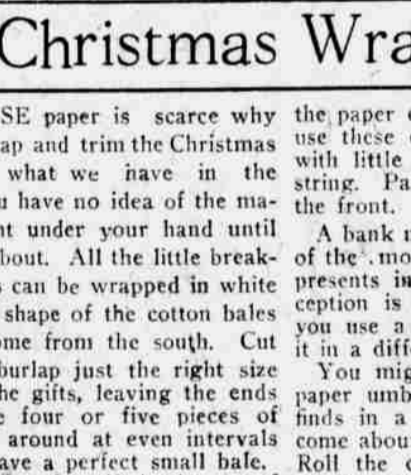 Christmas Wra
SE paper is scarce why
ap and trim the Christmas
what we have in the
u have no idea of the ma-
nt under your hand until
bout. All the little break-
s can be wrapped in white
shape of the cotton bales
ome from the south. Cut
burlap just the right size
he gifts, leaving the ends
e four or five pieces of
around at even intervals
ave a perfect small bale.
the paper
use these
with little
string. Pa
the front.
A bank
of the mo
presents in
ception is
you use a
it in a diff
You mig
paper umb
finds in a
come abou
Roll the